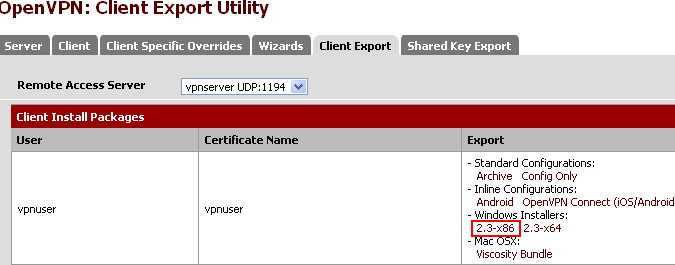 OpenVPN: Client Export Utility
Server Client Client Specific Overrides Wizards Client Export Shared Key Export
Remote Access Server vpnserver UDP:1194
Client Install Packages
User Certificate Name Export
- Standard Configurations:
Archive Config Only
- Inline Configurations:
Android OpenVPN Connect (iOS/Android
vpnuser vpnuser
- Windows Installers:
2.3-x86 2.3-x64
- Mac OSX:
Viscosity Bundle